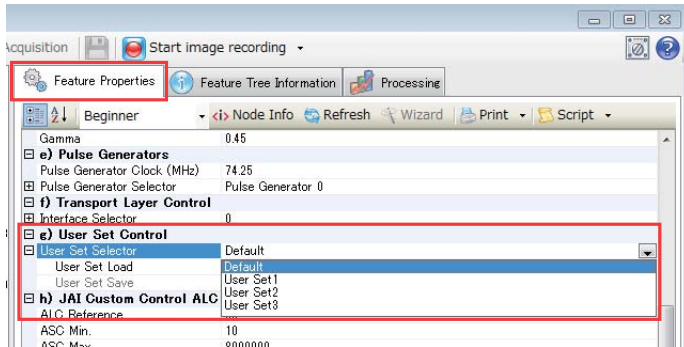 Acquisition Start image recording
Feature Properties Feature Tree Information Processing
Beginner <i> Node Info Refresh Wizard Print Script
Gamma 0.45
e) Pulse Generators
Pulse Generator Clock (MHz) 74.25
Pulse Generator Selector Pulse Generator 0
f) Transport Layer Control
Interface Selector 0
g) User Set Control
User Set Selector Default
User Set Load Default
User Set1
User Set Save User Set2
h) JAI Custom Control ALC User Set3
ALC Reference
ASC Min. 10
ASC Max 8000000